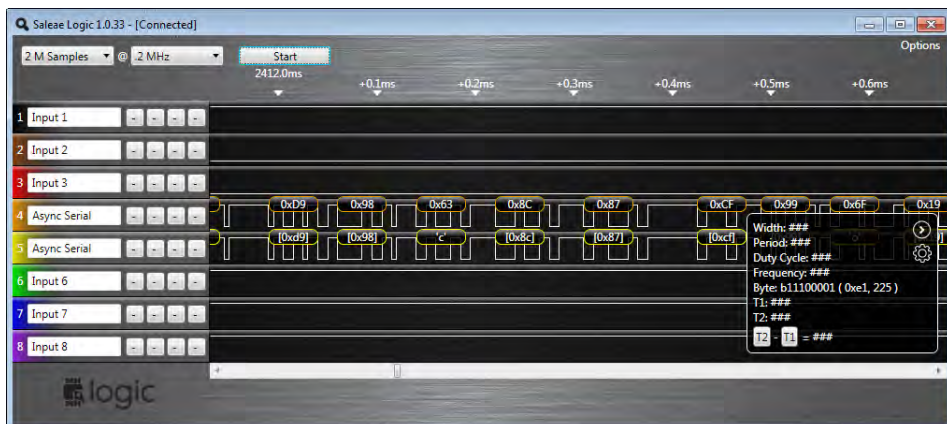 Saleae Logic 1.0.33 - [Connected]
Options
2 M Samples @ 2 MHz Start
2412.0ms +0.1ms +0.2ms +0.3ms +0.4ms +0.5ms +0.6ms
1 Input 1 - - - -
2 Input 2 - - - -
3 Input 3 - - - -
4 Async Serial 0xD9 0x98 0x63 0x8C 0x87 0xCF 0x99 0x6F 0x19
5 Async Serial [0xd9] [0x98] 'c' [0x8c] [0x87] [0xcf]
6 Input 6 - - - -
7 Input 7 - - - -
8 Input 8 - - - -
Width: ###
Period: ###
Duty Cycle: ###
Frequency: ###
Byte: b11100001 ( 0xe1, 225 )
T1: ###
T2: ###
T2 - T1 = ###
logic